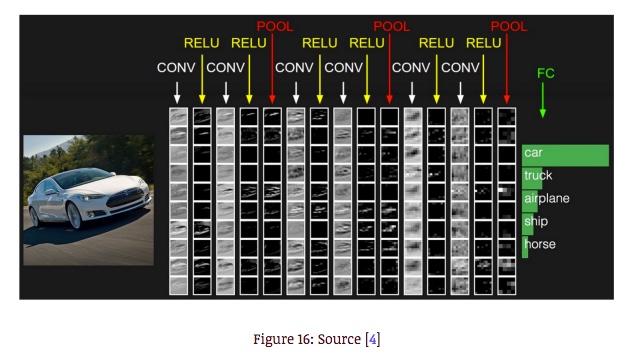 POOL POOL POOL
RELU RELU RELU RELU RELU RELU
CONV CONV CONV CONV CONV CONV
FC
car
truck
airplane
ship
horse
Figure 16: Source [4]